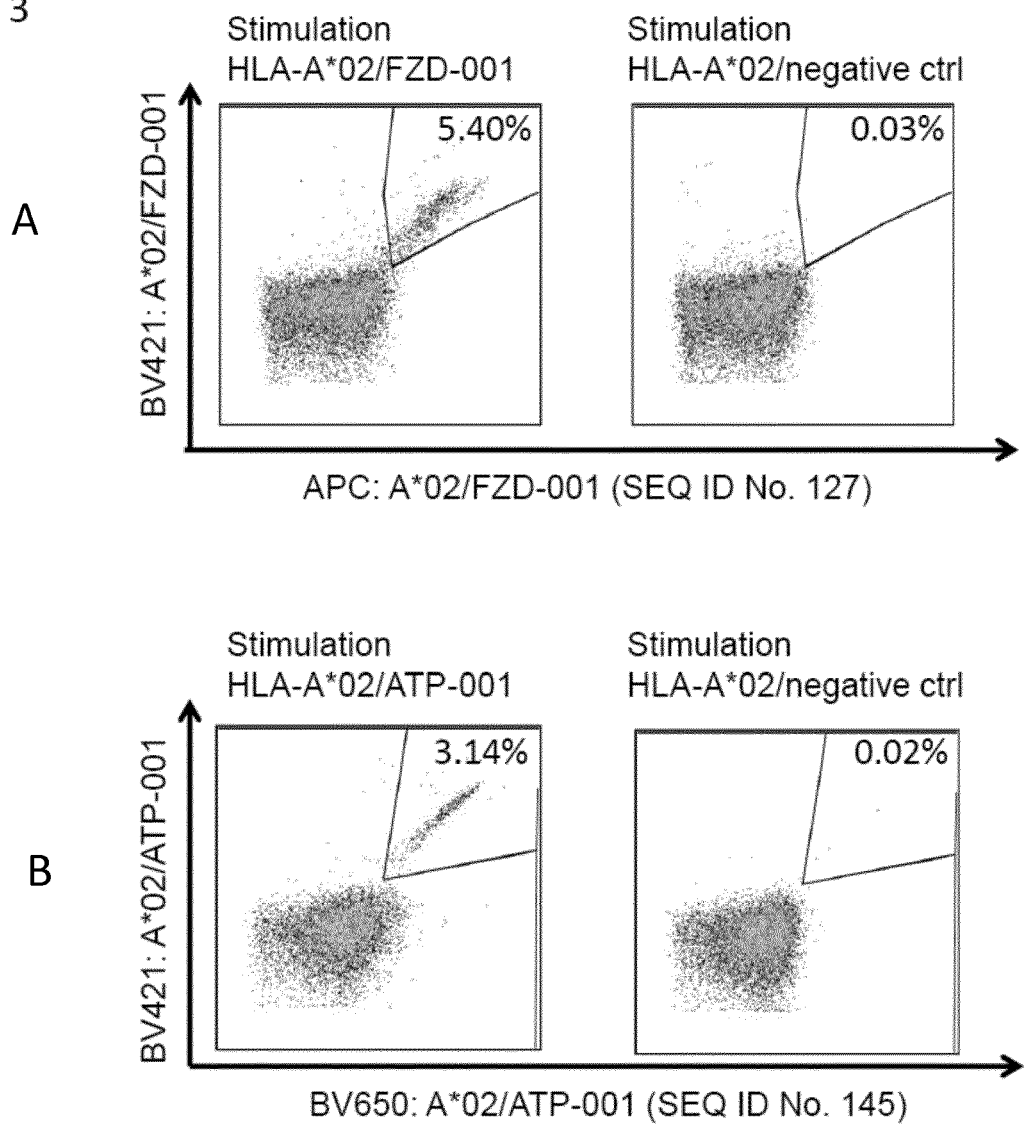 3
Stimulation
HLA-A*02/FZD-001
Stimulation
HLA-A*02/negative ctrl
A
BV421: A*02/FZD-001
5.40%
0.03%
APC: A*02/FZD-001 (SEQ ID No. 127)
Stimulation
HLA-A*02/ATP-001
Stimulation
HLA-A*02/negative ctrl
B
BV421: A*02/ATP-001
3.14%
0.02%
BV650: A*02/ATP-001 (SEQ ID No. 145)